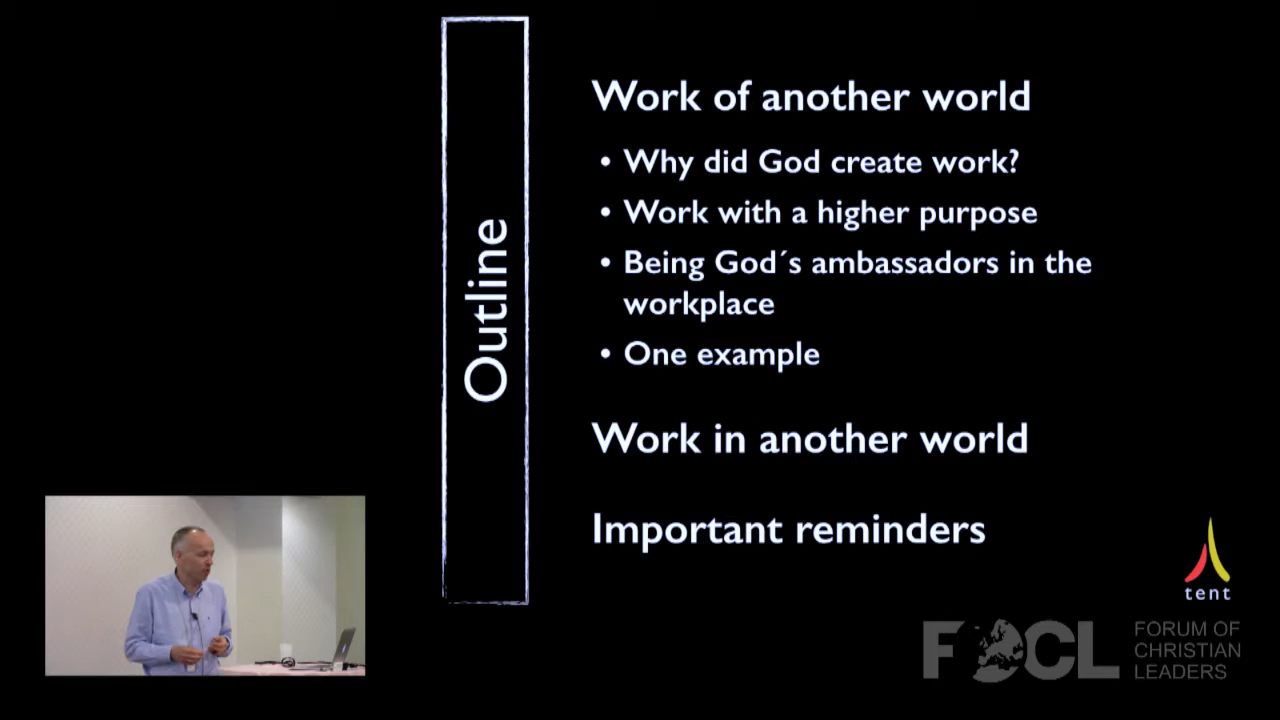 Outline
Work of another world
• Why did God create work?
• Work with a higher purpose
• Being God´s ambassadors in the
workplace
• One example
Work in another world
Important reminders
tent
FOCL
FORUM OF
CHRISTIAN
LEADERS